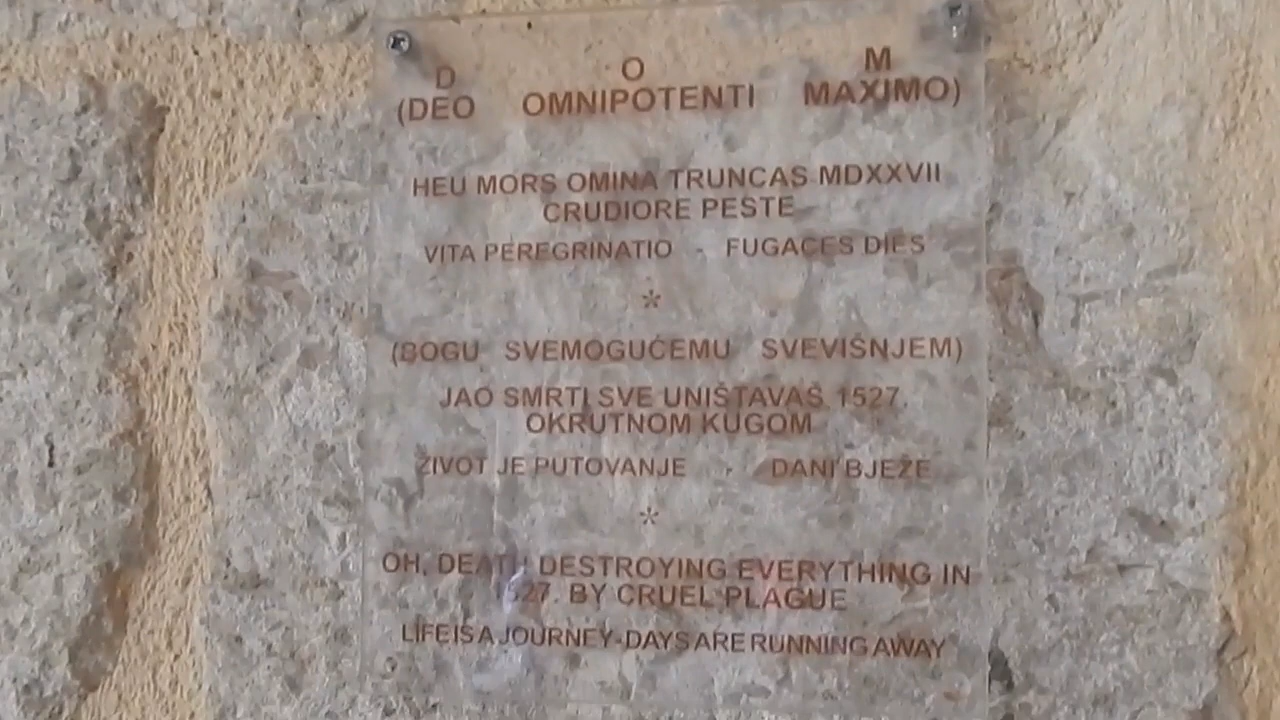 D O M
(DEO OMNIPOTENTI MAXIMO)
HEU MORS OMINA TRUNCAS MDXXVII
CRUDIORE PESTE
VITA PEREGRINATIO - FUGACES DIES
*
(BOGU SVEMOGUĆEMU SVEVIŠNJEM)
JAO SMRTI SVE UNIŠTAVAŠ 1527.
OKRUTNOM KUGOM
ŽIVOT JE PUTOVANJE - DANI BJEŽE
*
OH, DEATH DESTROYING EVERYTHING IN
1527. BY CRUEL PLAGUE
LIFE IS A JOURNEY-DAYS ARE RUNNING AWAY